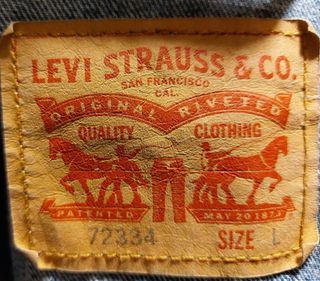 LEVI STRAUSS & CO.
SAN FRANCISCO
CAL.
ORIGINAL RIVETED
QUALITY CLOTHING
PATENTED MAY 20 1873
72334 SIZE L